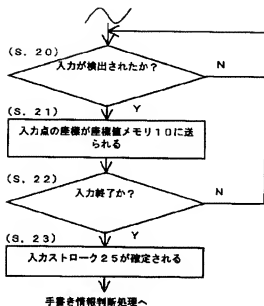 (S. 20)
入力が検出されたか?
N
(S. 21)
Y
入力点の座標が座標値メモリ10に送
られる
(S. 22)
入力終了か?
N
(S. 23)
Y
入力ストローク25が確定される
手書き情報判断処理へ